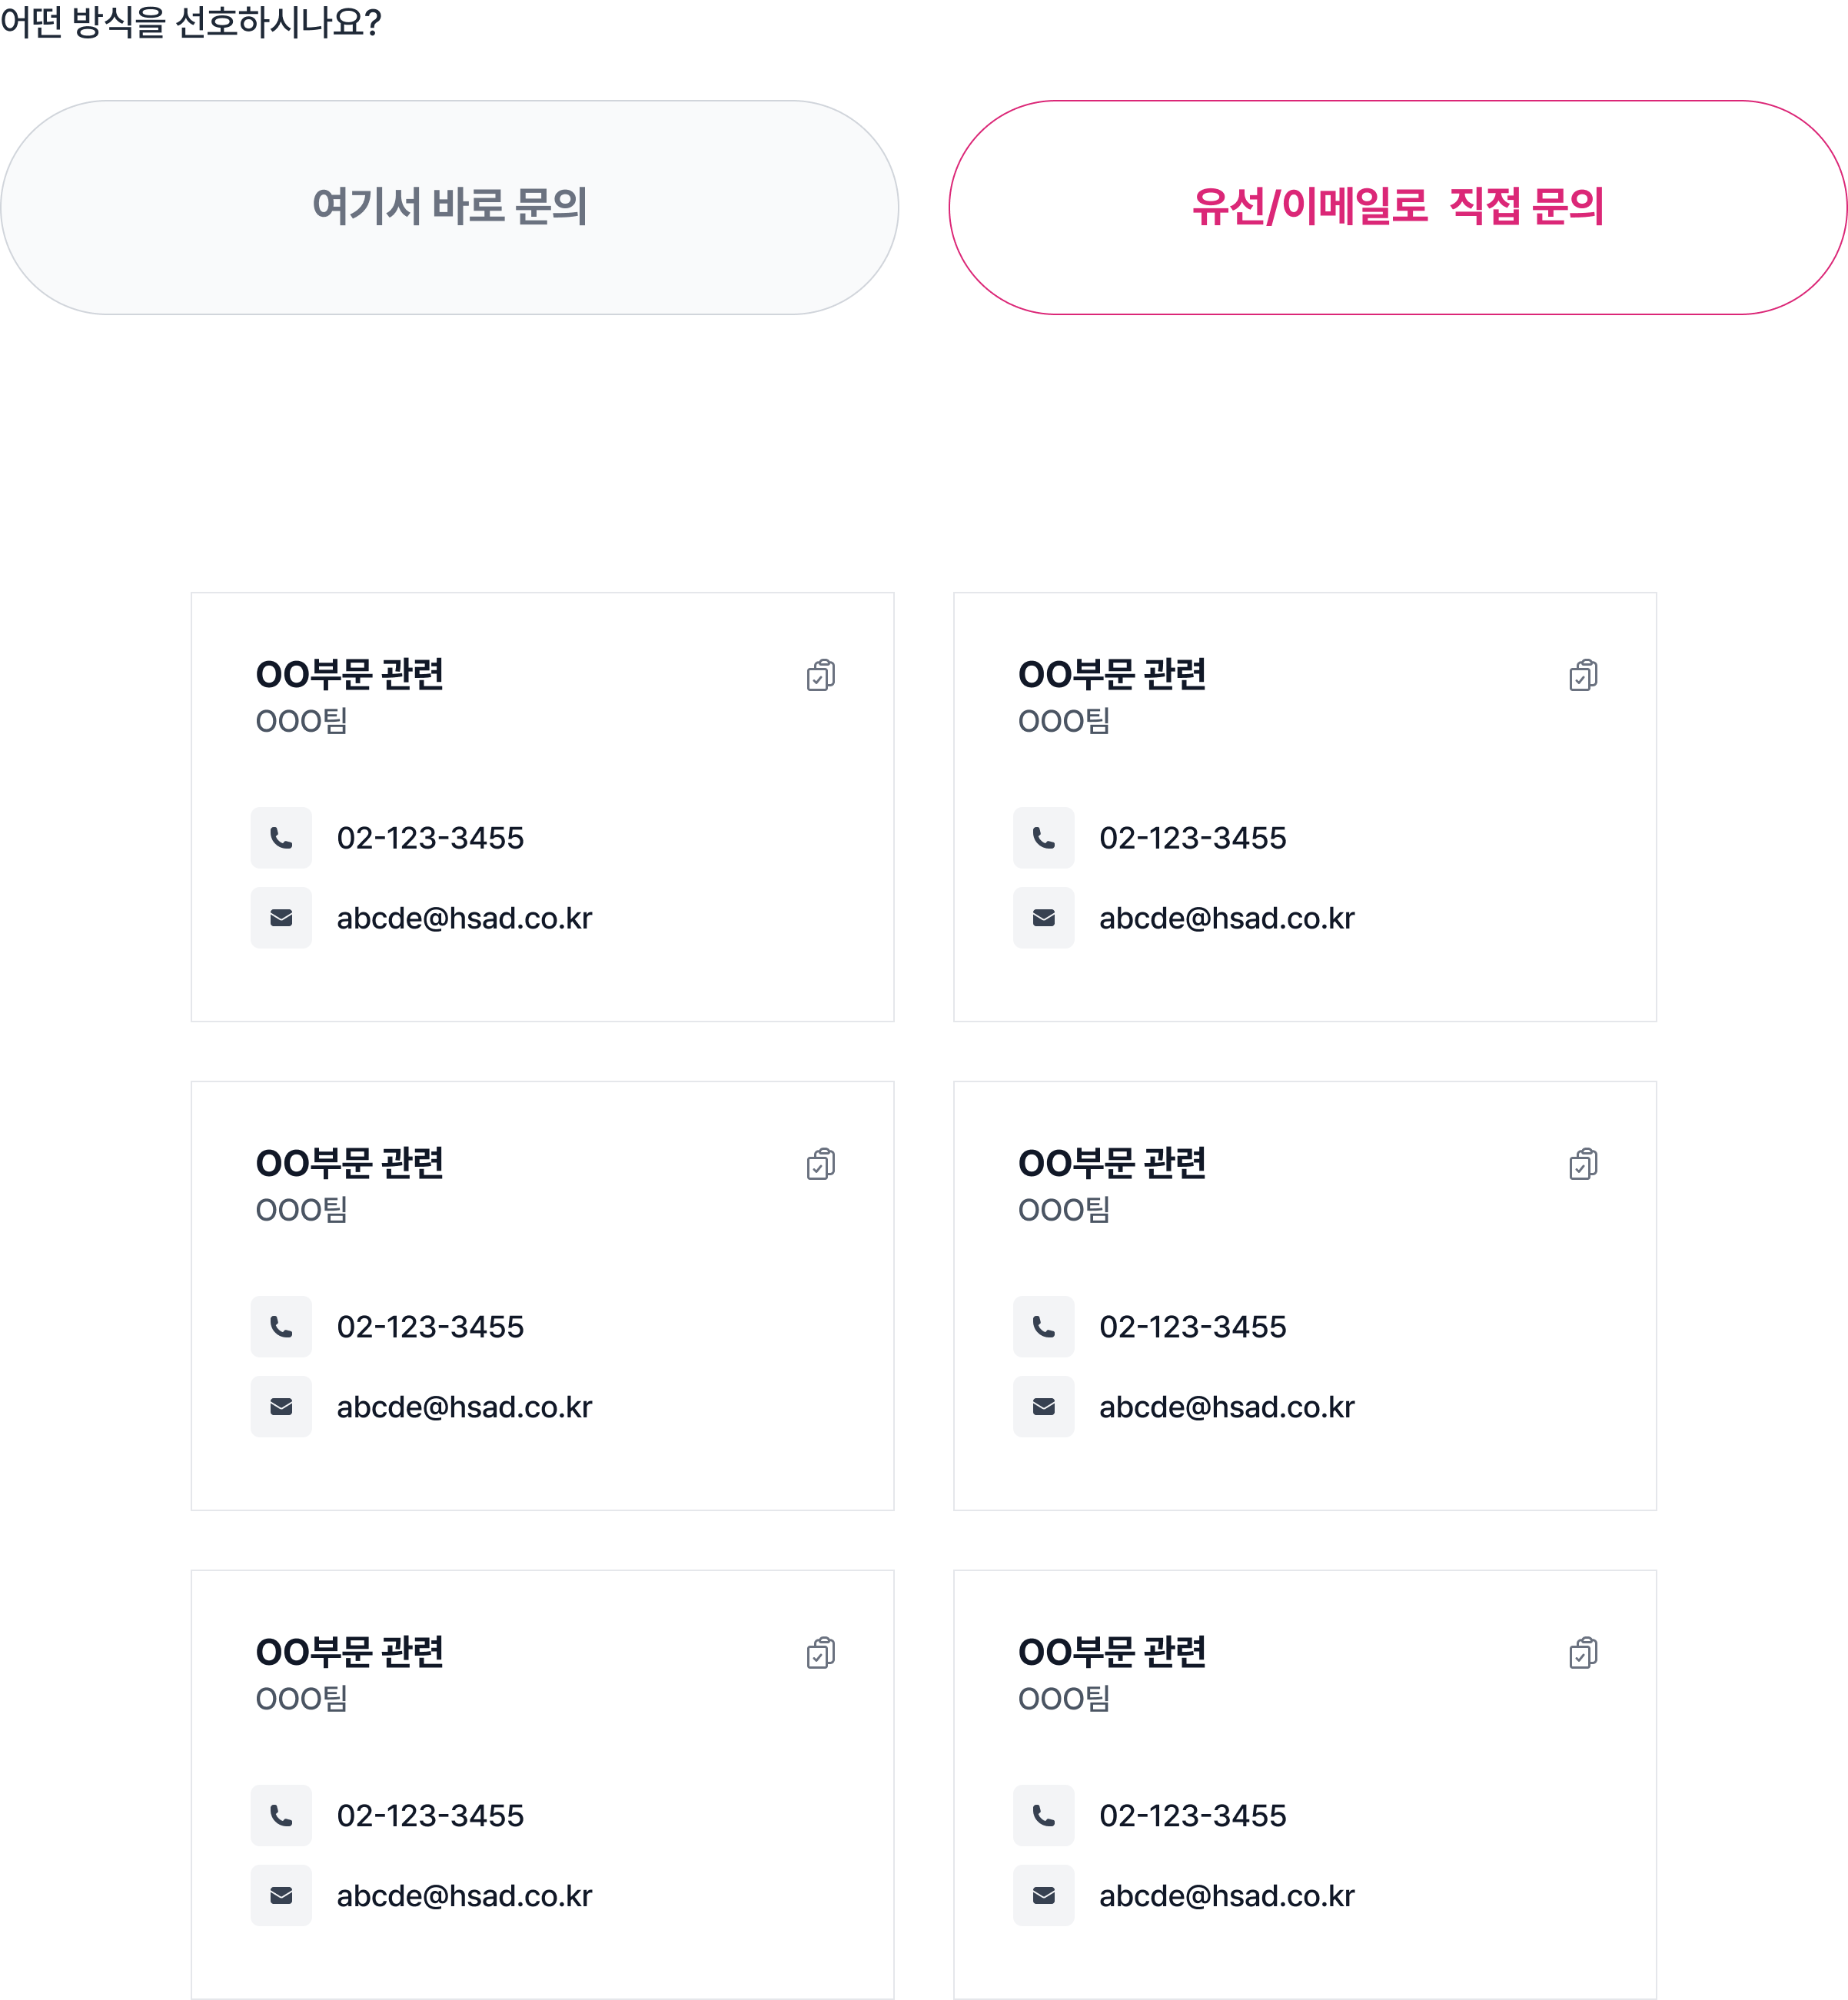 어떤 방식을 선호하시나요?
여기서 바로 문의
유선/이메일로 직접 문의
OO부문 관련
OOO팀
02-123-3455
abcde@hsad.co.kr
OO부문 관련
OOO팀
02-123-3455
abcde@hsad.co.kr
OO부문 관련
OOO팀
02-123-3455
abcde@hsad.co.kr
OO부문 관련
OOO팀
02-123-3455
abcde@hsad.co.kr
OO부문 관련
OOO팀
02-123-3455
abcde@hsad.co.kr
OO부문 관련
OOO팀
02-123-3455
abcde@hsad.co.kr